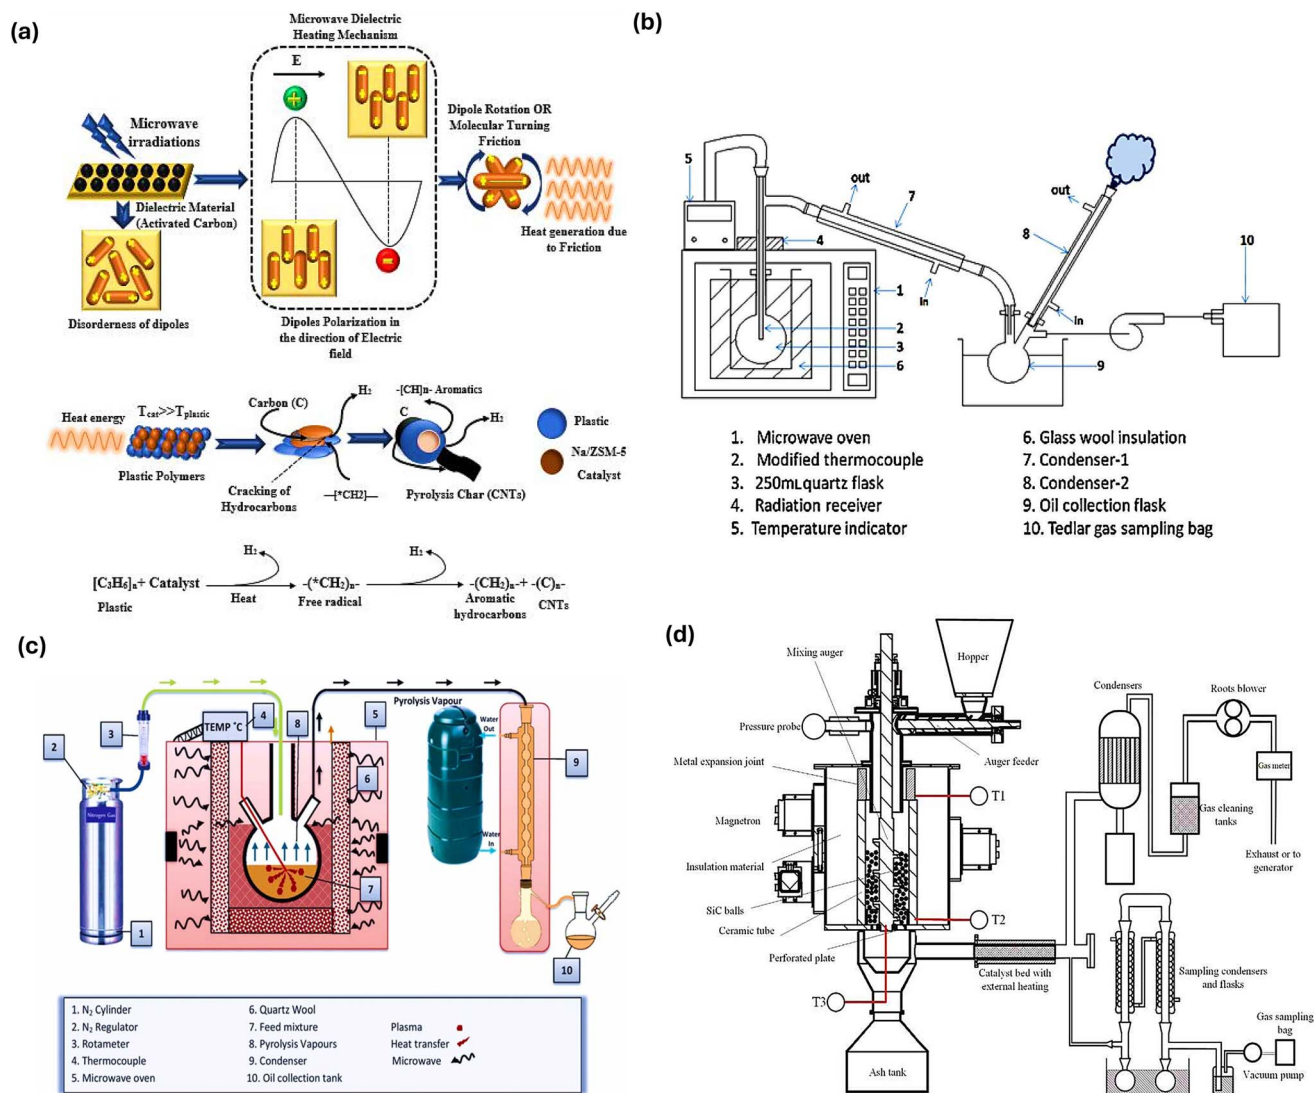 (a)
Microwave Dielectric
Heating Mechanism
E
Microwave
irradiations
Dielectric Material
(Activated Carbon)
Disorderness of dipoles
Dipoles Polarization in
the direction of Electric
field
Dipole Rotation OR
Molecular Turning
Friction
Heat generation due
to Friction
Heat energy
Tcat>>Tplastic
Plastic Polymers
Carbon (C)
H2
Cracking of
Hydrocarbons
—[*CH2]—
-[CH]n- Aromatics
C
H2
Pyrolysis Char (CNTs)
Plastic
Na/ZSM-5
Catalyst
H2
H2
[C3H6]n+ Catalyst
Plastic
Heat
-(*CH2)n-
Free radical
-(CH2)n-+ -(C)n-
Aromatic
hydrocarbons
CNTs
(b)
5
out
7
4
in
1
2
3
6
out
8
in
9
10
1. Microwave oven
2. Modified thermocouple
3. 250mL quartz flask
4. Radiation receiver
5. Temperature indicator
6. Glass wool insulation
7. Condenser-1
8. Condenser-2
9. Oil collection flask
10. Tedlar gas sampling bag
(c)
2
3
TEMP °C
4
8
5
6
7
1
Nitrogen Gas
Pyrolysis Vapour
Water
Out
Water
In
9
10
1. N2 Cylinder
2. N2 Regulator
3. Rotameter
4. Thermocouple
5. Microwave oven
6. Quartz Wool
7. Feed mixture
8. Pyrolysis Vapours
9. Condenser
10. Oil collection tank
Plasma
Heat transfer
Microwave
(d)
Mixing auger
Hopper
Pressure probe
Auger feeder
Metal expansion joint
T1
Magnetron
Insulation material
SiC balls
T2
Ceramic tube
Perforated plate
T3
Ash tank
Catalyst bed with
external heating
Condensers
Roots blower
Gas meter
Gas cleaning
tanks
Exhaust or to
generator
Sampling condensers
and flasks
Gas sampling
bag
Vacuum pump